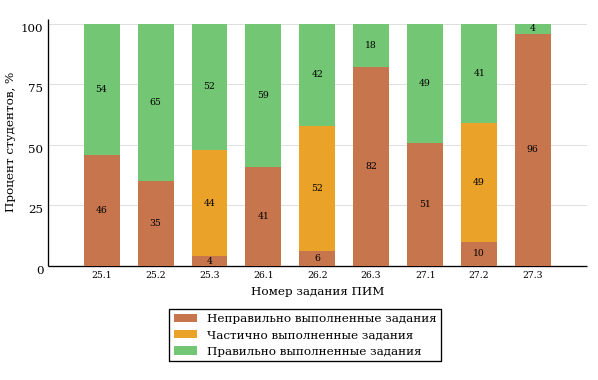 Процент студентов, %
100
75
50
25
0
54 65 52 59 42 18 49 41 4
44 52 49
46 35 4 41 6 82 51 10 96
25.1 25.2 25.3 26.1 26.2 26.3 27.1 27.2 27.3
Номер задания ПИМ
Неправильно выполненные задания
Частично выполненные задания
Правильно выполненные задания